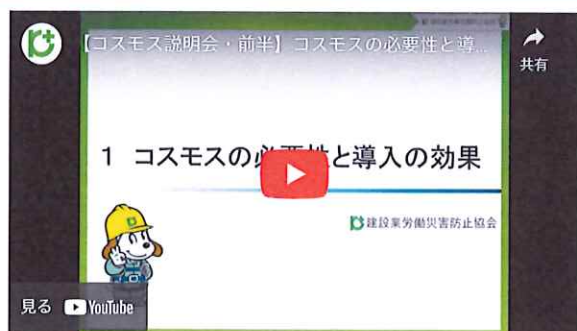 【コスモス説明会・前半】コスモスの必要性と導...
共有
1 コスモスの必要性と導入の効果
建設業労働災害防止協会
見る YouTube